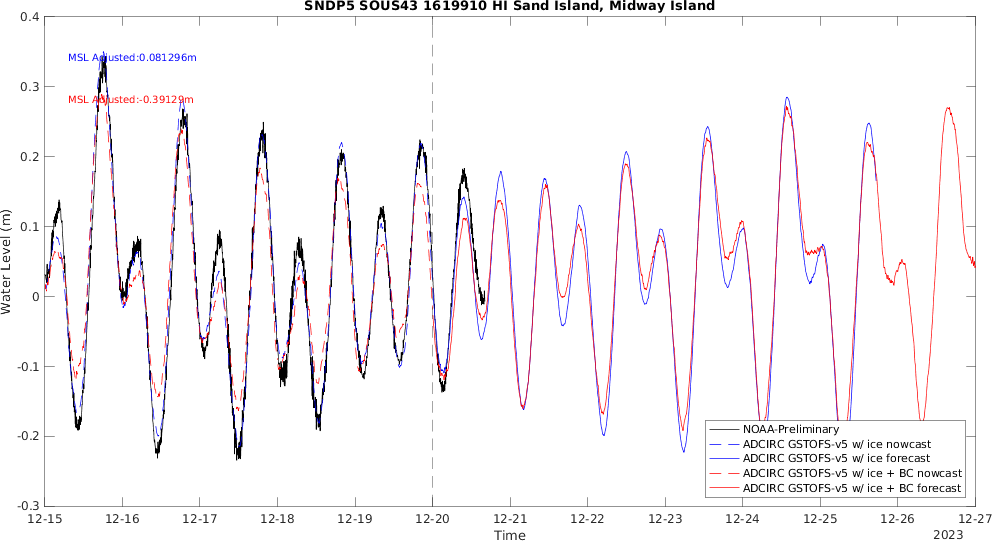 SNDP5 SOUS43 1619910 HI Sand Island, Midway Island
0.4
0.3
0.2
0.1
0
-0.1
-0.2
-0.3
Water Level (m)
MSL Adjusted:0.081296m
MSL Adjusted:-0.39129m
NOAA-Preliminary
ADCIRC GSTOFS-v5 w/ ice nowcast
ADCIRC GSTOFS-v5 w/ ice forecast
ADCIRC GSTOFS-v5 w/ ice + BC nowcast
ADCIRC GSTOFS-v5 w/ ice + BC forecast
12-15 12-16 12-17 12-18 12-19 12-20 12-21 12-22 12-23 12-24 12-25 12-26 12-27
Time
2023